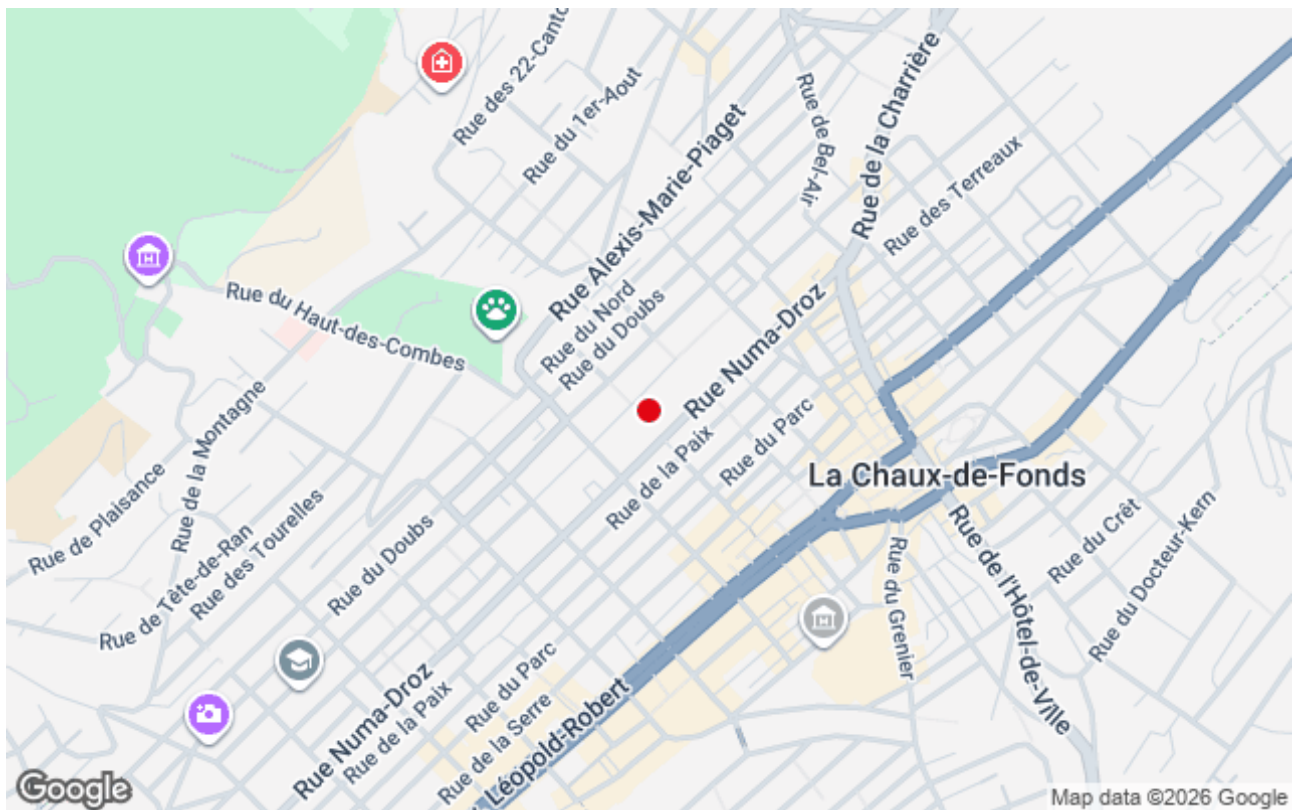 Rue des 22-Canto
Rue du 1er-Aout
Rue Alexis-Marie-Piaget
Rue de Bel-Air
Rue de la Charrière
Rue des Terreaux
Rue du Haut-des-Combes
Rue du Nord
Rue du Doubs
Rue Numa-Droz
Rue de la Paix
Rue du Parc
La Chaux-de-Fonds
Rue de la Montagne
Rue de Plaisance
Rue de Tête-de-Ran
Rue des Tourelles
Rue du Doubs
Rue du Crêt
Rue du Docteur-Kern
Rue de l'Hôtel-de-Ville
Rue du Grenier
Rue Numa-Droz
Rue de la Paix
Rue du Parc
Rue de la Serre
Léopold-Robert
H
H
Google
Map data ©2026 Google